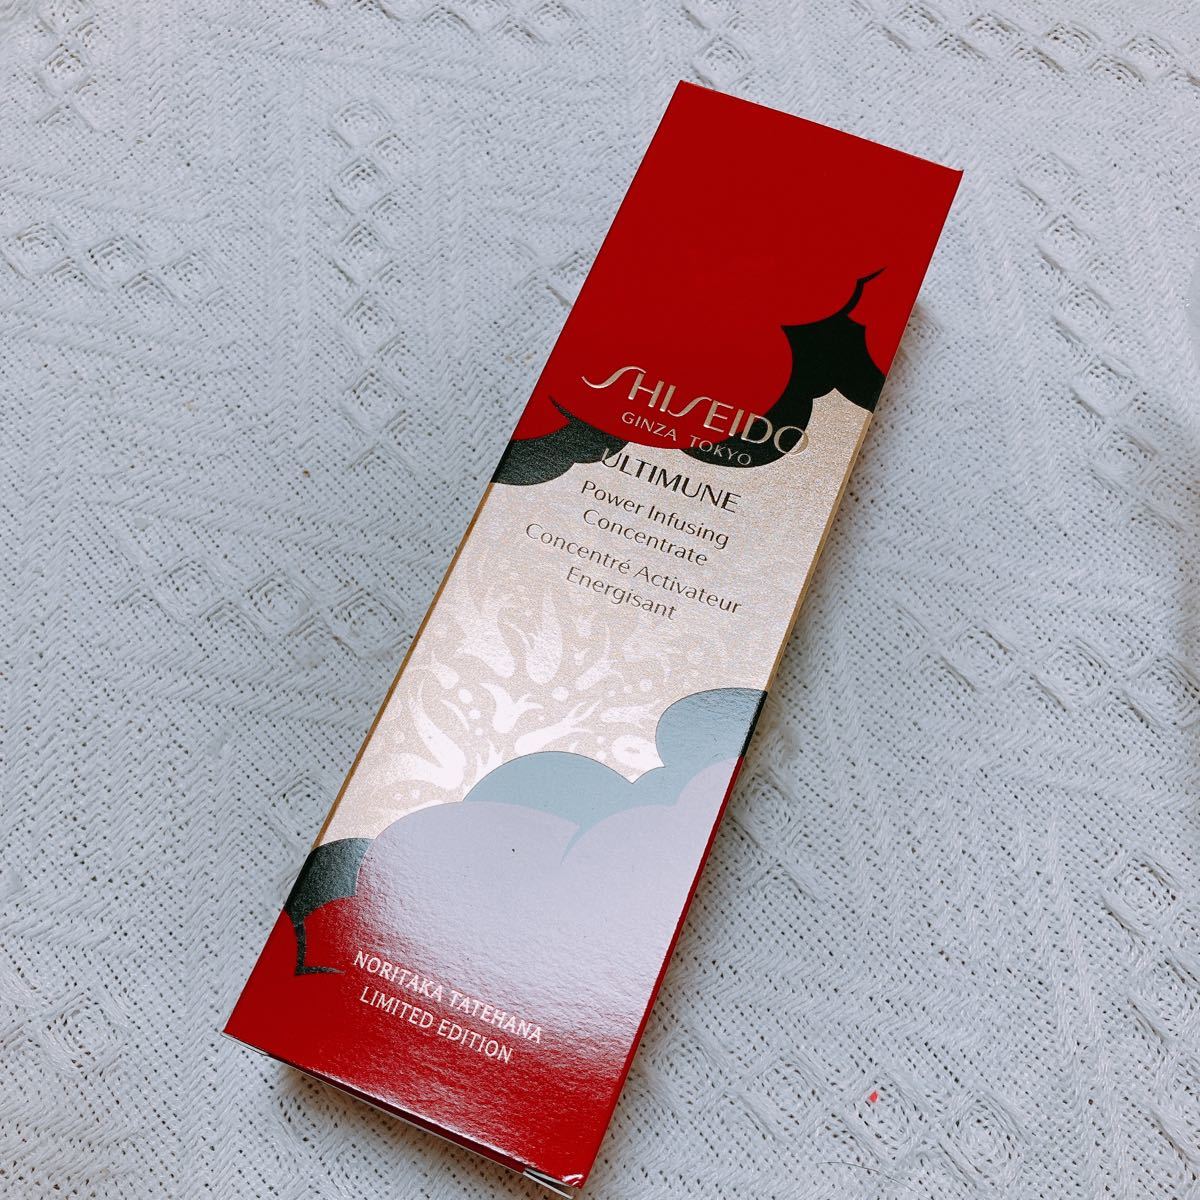 SHISEIDO
GINZA TOKYO
ULTIMUNE
Power Infusing
Concentrate
Concentré Activateur
Energisant
NORITAKA TATEHANA
LIMITED EDITION